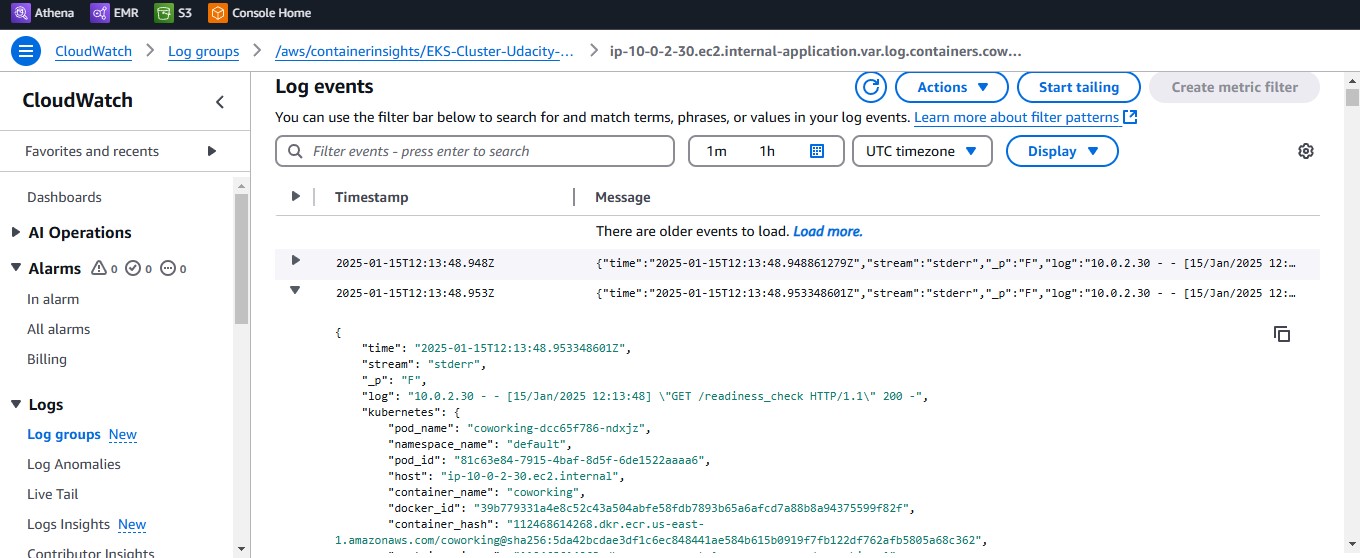 Athena EMR S3 Console Home
CloudWatch Log groups /aws/containerinsights/EKS-Cluster-Udacity-... ip-10-0-2-30.ec2.internal-application.var.log.containers.cow...
CloudWatch
Favorites and recents
Dashboards
AI Operations
Alarms 0 0 0
In alarm
All alarms
Billing
Logs
Log groups New
Log Anomalies
Live Tail
Logs Insights New
Contributor Insights
Log events
Actions Start tailing Create metric filter
You can use the filter bar below to search for and match terms, phrases, or values in your log events. Learn more about filter patterns
Filter events - press enter to search 1m 1h UTC timezone Display
Timestamp Message
There are older events to load. Load more.
2025-01-15T12:13:48.948Z {"time":"2025-01-15T12:13:48.948861279Z","stream":"stderr","_p":"F","log":"10.0.2.30 - - [15/Jan/2025 12:...
2025-01-15T12:13:48.953Z {"time":"2025-01-15T12:13:48.953348601Z","stream":"stderr","_p":"F","log":"10.0.2.30 - - [15/Jan/2025 12:...
{
"time": "2025-01-15T12:13:48.953348601Z",
"stream": "stderr",
"_p": "F",
"log": "10.0.2.30 - - [15/Jan/2025 12:13:48] \"GET /readiness_check HTTP/1.1\" 200 -",
"kubernetes": {
"pod_name": "coworking-dcc65f786-ndxjz",
"namespace_name": "default",
"pod_id": "81c63e84-7915-4baf-8d5f-6de1522aaaa6",
"host": "ip-10-0-2-30.ec2.internal",
"container_name": "coworking",
"docker_id": "39b779331a4e8c52c43a504abfe58fdb7893b65a6afcd7a88b8a94375599f82f",
"container_hash": "112468614268.dkr.ecr.us-east-
1.amazonaws.com/coworking@sha256:5da42bcdae3df1c6ec848441ae584b615b0919f7fb122df762afb5805a68c362",